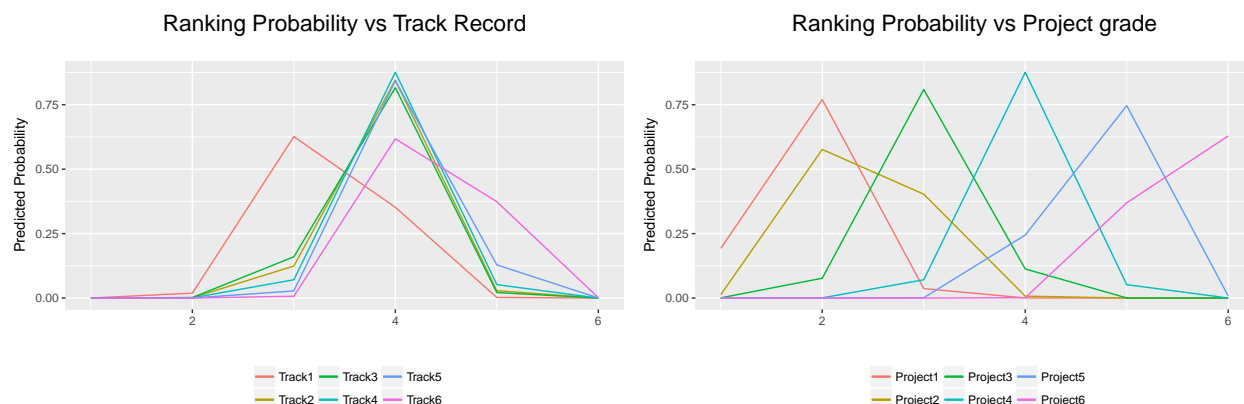 Ranking Probability vs Track Record
Predicted Probability
0.75
0.50
0.25
0.00
2 4 6
Track1 Track3 Track5
Track2 Track4 Track6
Ranking Probability vs Project grade
Predicted Probability
0.75
0.50
0.25
0.00
2 4 6
Project1 Project3 Project5
Project2 Project4 Project6